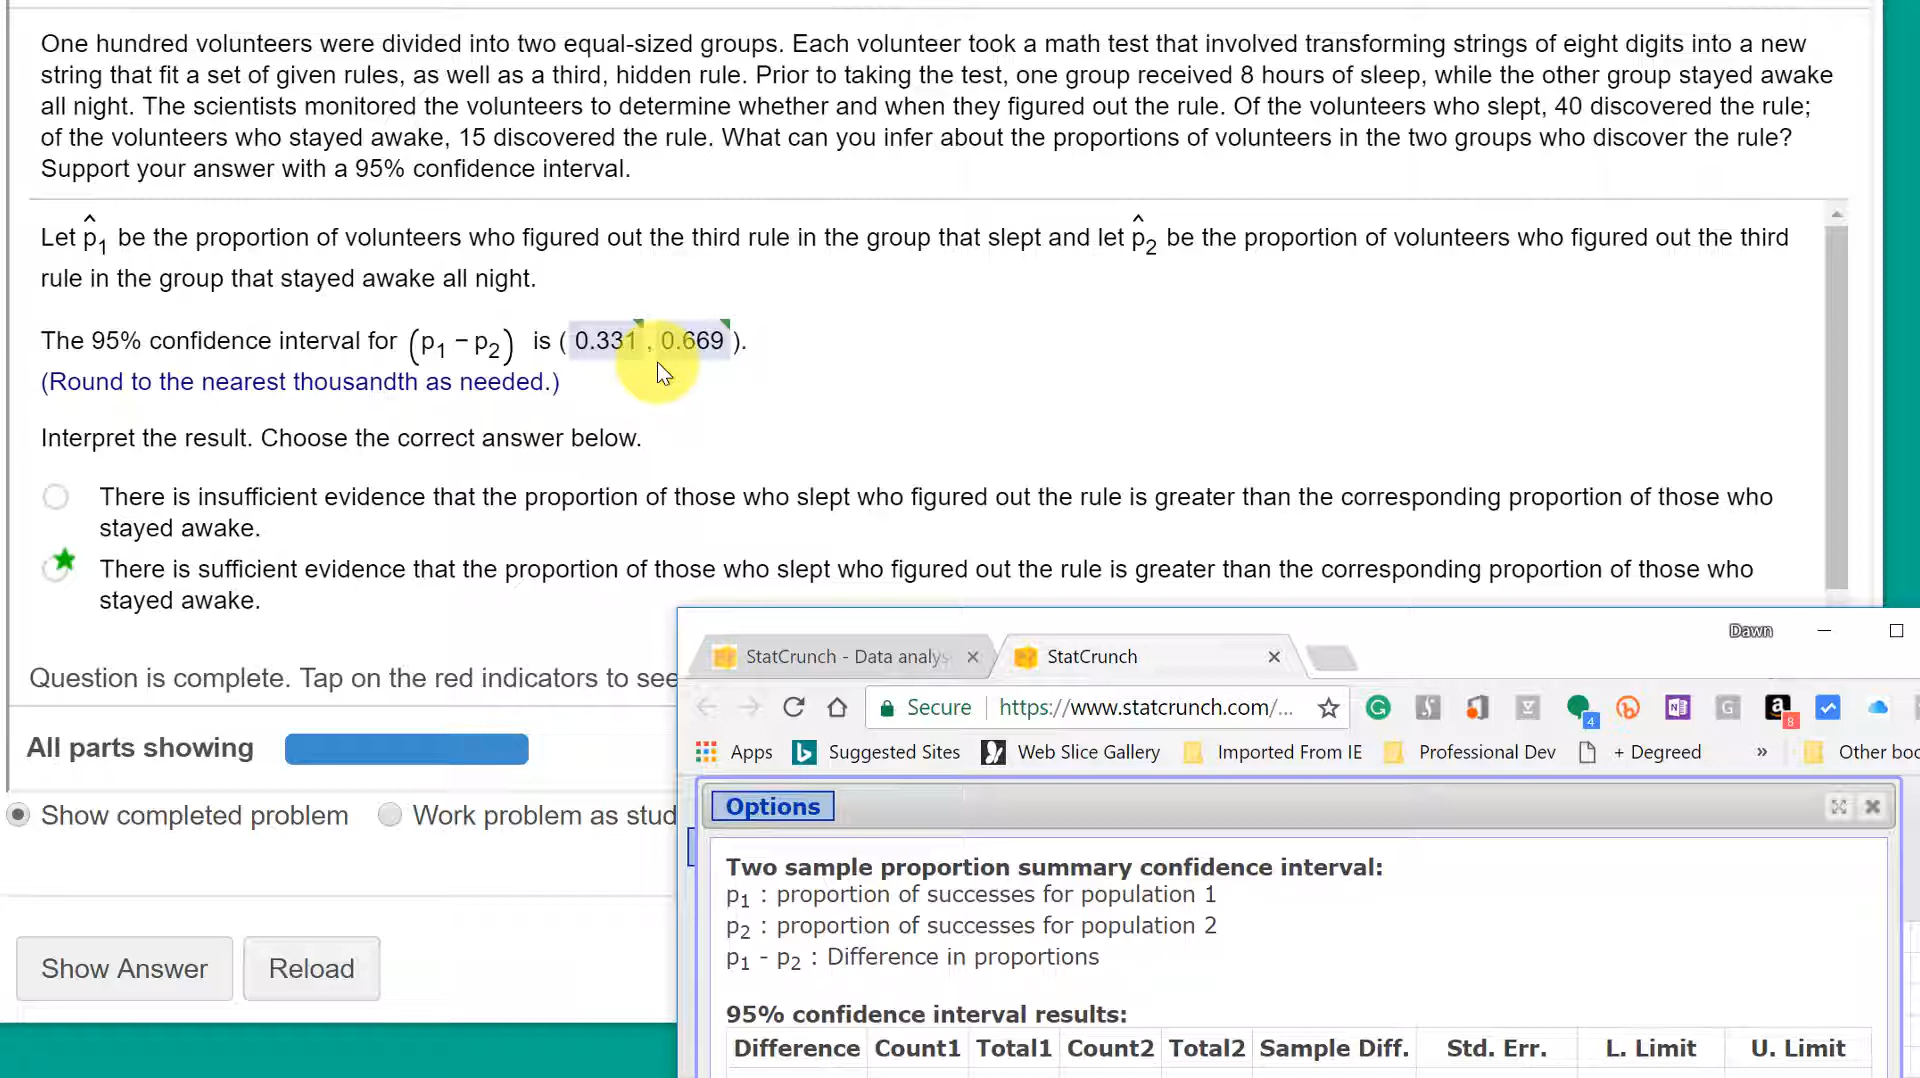 One hundred volunteers were divided into two equal-sized groups. Each volunteer took a math test that involved transforming strings of eight digits into a new
string that fit a set of given rules, as well as a third, hidden rule. Prior to taking the test, one group received 8 hours of sleep, while the other group stayed awake
all night. The scientists monitored the volunteers to determine whether and when they figured out the rule. Of the volunteers who slept, 40 discovered the rule;
of the volunteers who stayed awake, 15 discovered the rule. What can you infer about the proportions of volunteers in the two groups who discover the rule?
Support your answer with a 95% confidence interval.
Let p̂₁ be the proportion of volunteers who figured out the third rule in the group that slept and let p̂₂ be the proportion of volunteers who figured out the third
rule in the group that stayed awake all night.
The 95% confidence interval for (p₁ − p₂) is ( 0.331 , 0.669 ).
(Round to the nearest thousandth as needed.)
Interpret the result. Choose the correct answer below.
There is insufficient evidence that the proportion of those who slept who figured out the rule is greater than the corresponding proportion of those who
stayed awake.
There is sufficient evidence that the proportion of those who slept who figured out the rule is greater than the corresponding proportion of those who
stayed awake.
Question is complete. Tap on the red indicators to see
All parts showing
Show completed problem Work problem as stud
Show Answer Reload
Dawn
StatCrunch - Data analys StatCrunch
Secure https://www.statcrunch.com/...
4 8
Apps Suggested Sites Web Slice Gallery Imported From IE Professional Dev + Degreed » Other boo
Options
Two sample proportion summary confidence interval:
p₁ : proportion of successes for population 1
p₂ : proportion of successes for population 2
p₁ - p₂ : Difference in proportions
95% confidence interval results:
Difference Count1 Total1 Count2 Total2 Sample Diff. Std. Err. L. Limit U. Limit